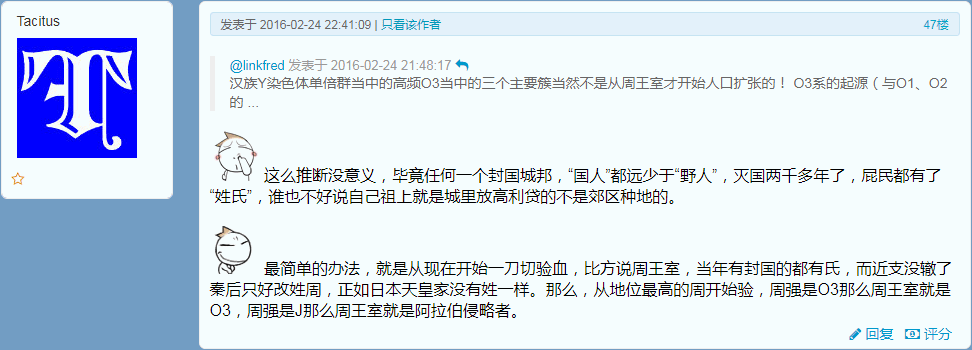 Tacitus
发表于 2016-02-24 22:41:09 | 只看该作者
47楼
@linkfred 发表于 2016-02-24 21:48:17
汉族Y染色体单倍群当中的高频O3当中的三个主要簇当然不是从周王室才开始人口扩张的！ O3系的起源（与O1、O2
的 ...
这么推断没意义，毕竟任何一个封国城邦，“国人”都远少于“野人”，灭国两千多年了，屁民都有了
“姓氏”，谁也不好说自己祖上就是城里放高利贷的不是郊区种地的。
最简单的办法，就是从现在开始一刀切验血，比方说周王室，当年有封国的都有氏，而近支没辙了
秦后只好改姓周，正如日本天皇家没有姓一样。那么，从地位最高的周开始验，周强是O3那么周王室就是
O3，周强是J那么周王室就是阿拉伯侵略者。
回复 评分